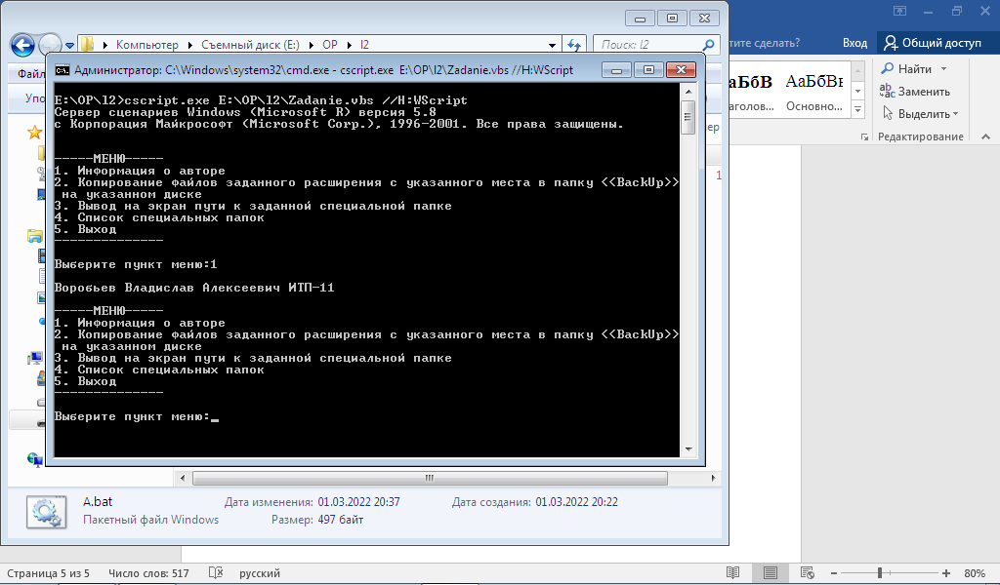 Компьютер Съемный диск (E:) OP l2
Поиск: l2
тите сделать?
Вход
Общий доступ
Файл
Администратор: C:\Windows\system32\cmd.exe - cscript.exe E:\OP\l2\Zadanie.vbs //H:WScript
Упо
аБбВ АаБбВв
аголов... Основно...
Найти
Заменить
Выделить
Редактирование
ер
1
E:\OP\l2>cscript.exe E:\OP\l2\Zadanie.vbs //H:WScript
Сервер сценариев Windows (Microsoft R) версия 5.8
с Корпорация Майкрософт (Microsoft Corp.), 1996-2001. Все права защищены.
-----МЕНЮ-----
1. Информация о авторе
2. Копирование файлов заданного расширения с указанного места в папку <<BackUp>>
на указанном диске
3. Вывод на экран пути к заданной специальной папке
4. Список специальных папок
5. Выход
--------------
Выберите пункт меню:1
Воробьев Владислав Алексеевич ИТП-11
-----МЕНЮ-----
1. Информация о авторе
2. Копирование файлов заданного расширения с указанного места в папку <<BackUp>>
на указанном диске
3. Вывод на экран пути к заданной специальной папке
4. Список специальных папок
5. Выход
--------------
Выберите пункт меню:_
A.bat
Дата изменения: 01.03.2022 20:37
Дата создания: 01.03.2022 20:22
Пакетный файл Windows
Размер: 497 байт
Страница 5 из 5 Число слов: 517 русский
80%